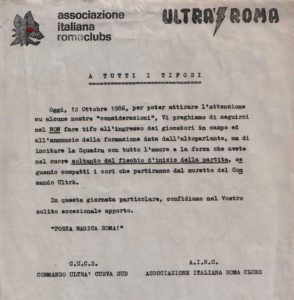 associazione
italiana
romaclubs
ULTRA' ROMA
A TUTTI I TIFOSI
Oggi, 12 Ottobre 1986, per poter attirare l'attensione
su alcune nostre "considerazioni", Vi preghiamo di seguirci
nel NON fare tifo all'ingresso dei giocatori in campo ed
all'annuncio della formazione date dall'altoparlante, ma di
incitare la Squadra con tutto l'amore e la forza che avete
nel cuore soltanto dal fischio d'inizio della partita, se
guendo compatti i cori che partiranno dal muretto del Com
mando Ultrà.
In questa giornata particolare, confidiamo nel Vostro
solito eccezionale apporto.
"FORZA MAGICA ROMA!"
C.U.C.S.
A.I.R.C.
COMMANDO ULTRA' CURVA SUD
ASSOCIAZIONE ITALIANA ROMA CLUBS